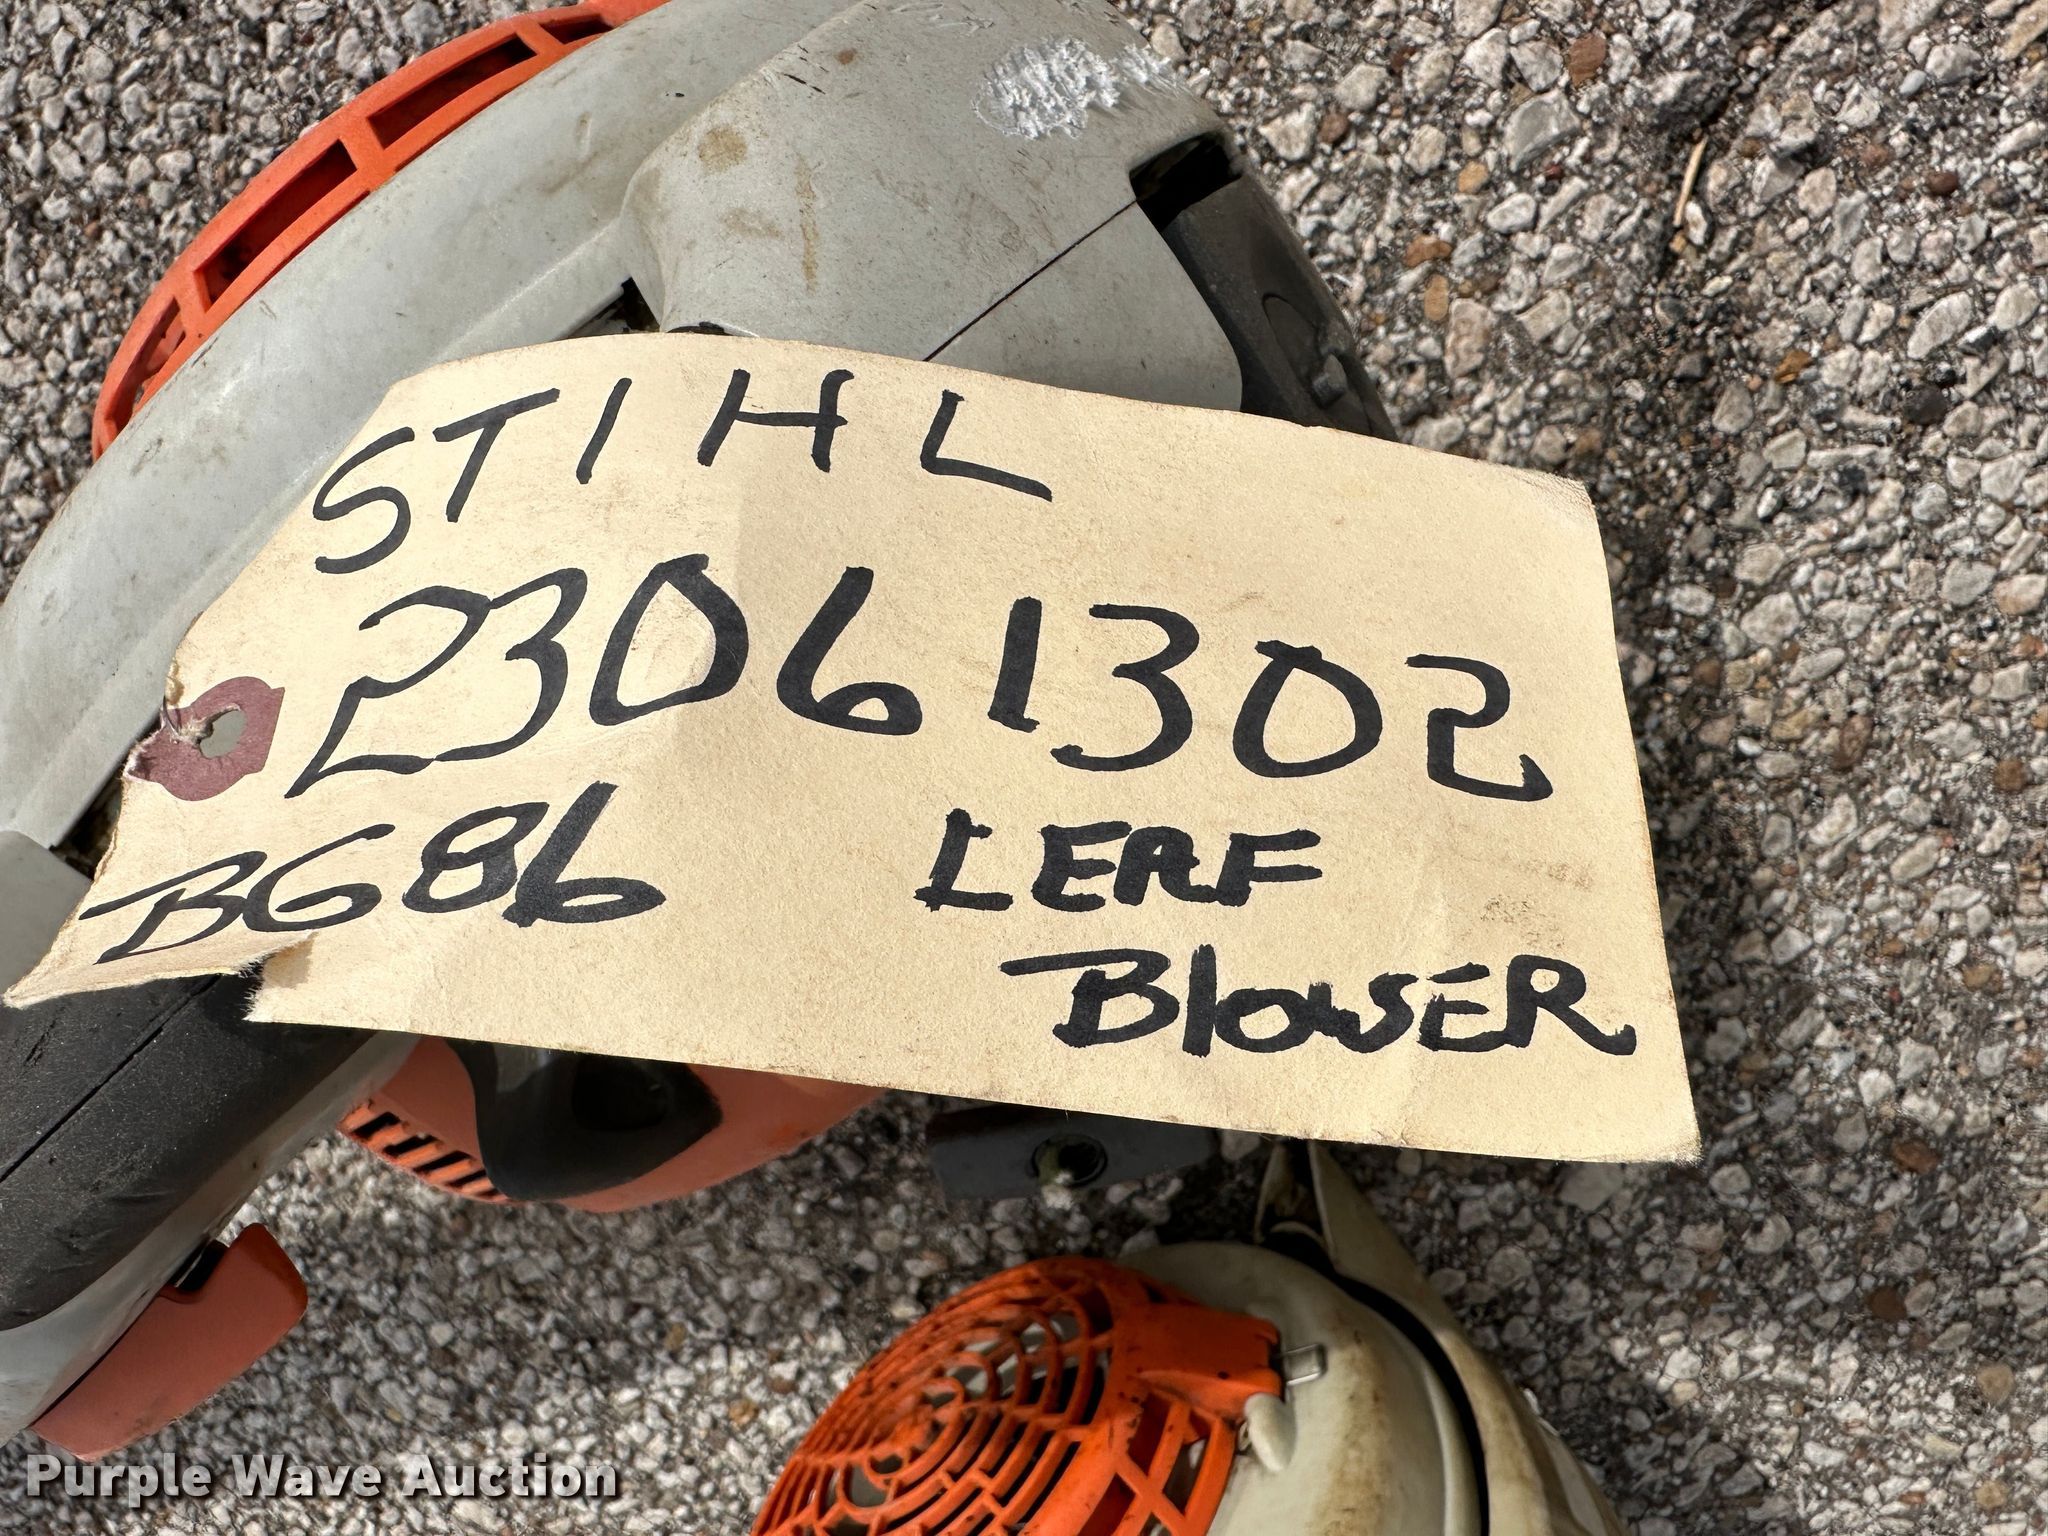 STIHL
23061302
BG86 LEAF
BlOWER
Purple Wave Auction